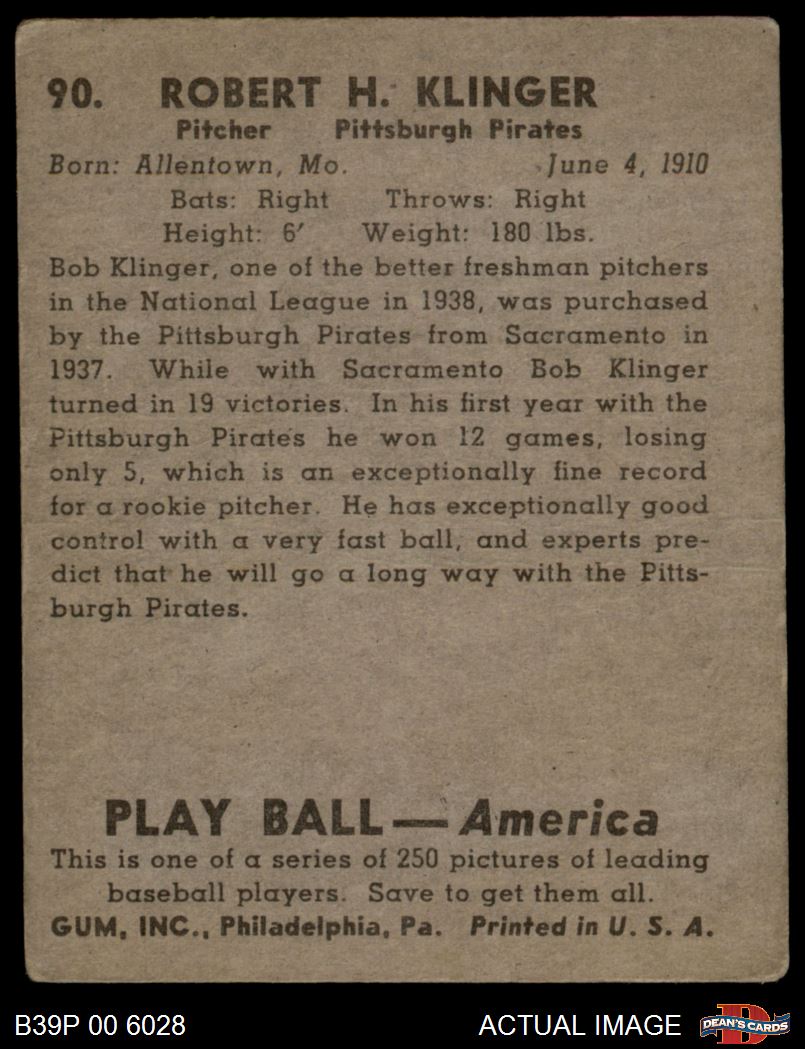 90. ROBERT H. KLINGER
Pitcher Pittsburgh Pirates
Born: Allentown, Mo. June 4, 1910
Bats: Right Throws: Right
Height: 6′ Weight: 180 lbs.
Bob Klinger, one of the better freshman pitchers
in the National League in 1938, was purchased
by the Pittsburgh Pirates from Sacramento in
1937. While with Sacramento Bob Klinger
turned in 19 victories. In his first year with the
Pittsburgh Pirates he won 12 games, losing
only 5, which is an exceptionally fine record
for a rookie pitcher. He has exceptionally good
control with a very fast ball, and experts pre-
dict that he will go a long way with the Pitts-
burgh Pirates.
PLAY BALL—America
This is one of a series of 250 pictures of leading
baseball players. Save to get them all.
GUM, INC., Philadelphia, Pa. Printed in U. S. A.
B39P 00 6028 ACTUAL IMAGE D DEAN'S CARDS